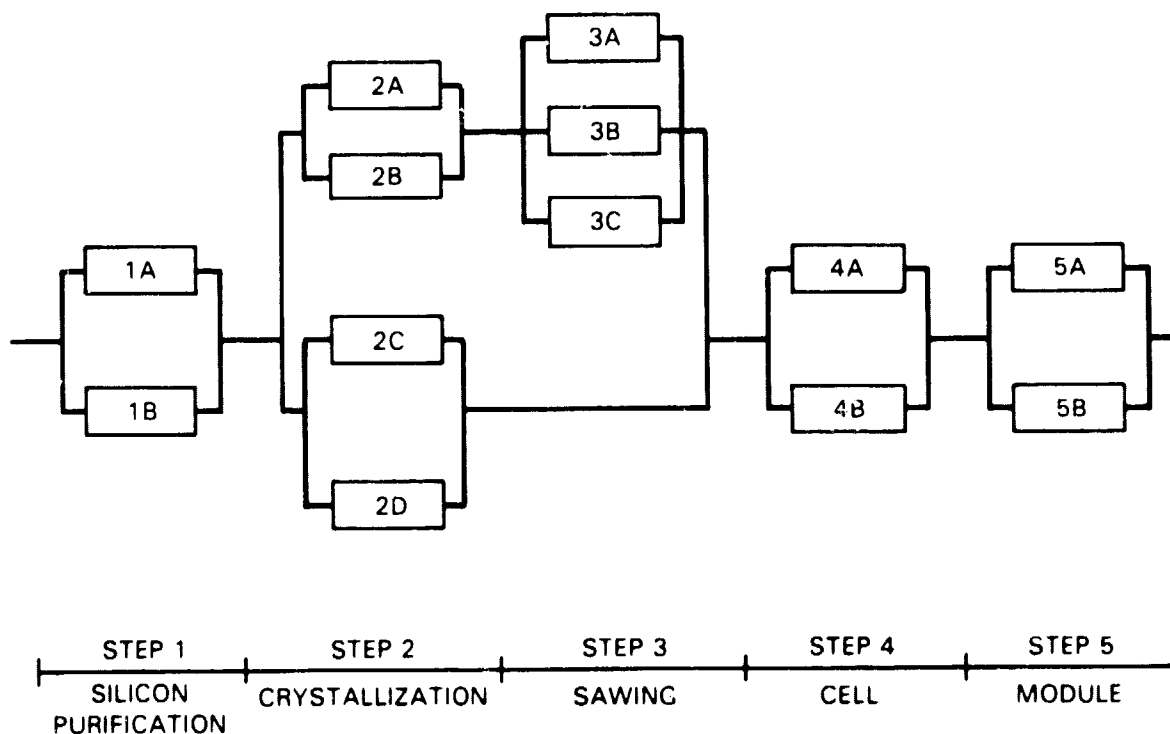 3A
2A
3B
2B
3C
1A
4A
5A
2C
1B
4B
5B
2D
STEP 1
STEP 2
STEP 3
STEP 4
STEP 5
SILICON
PURIFICATION
CRYSTALLIZATION
SAWING
CELL
MODULE